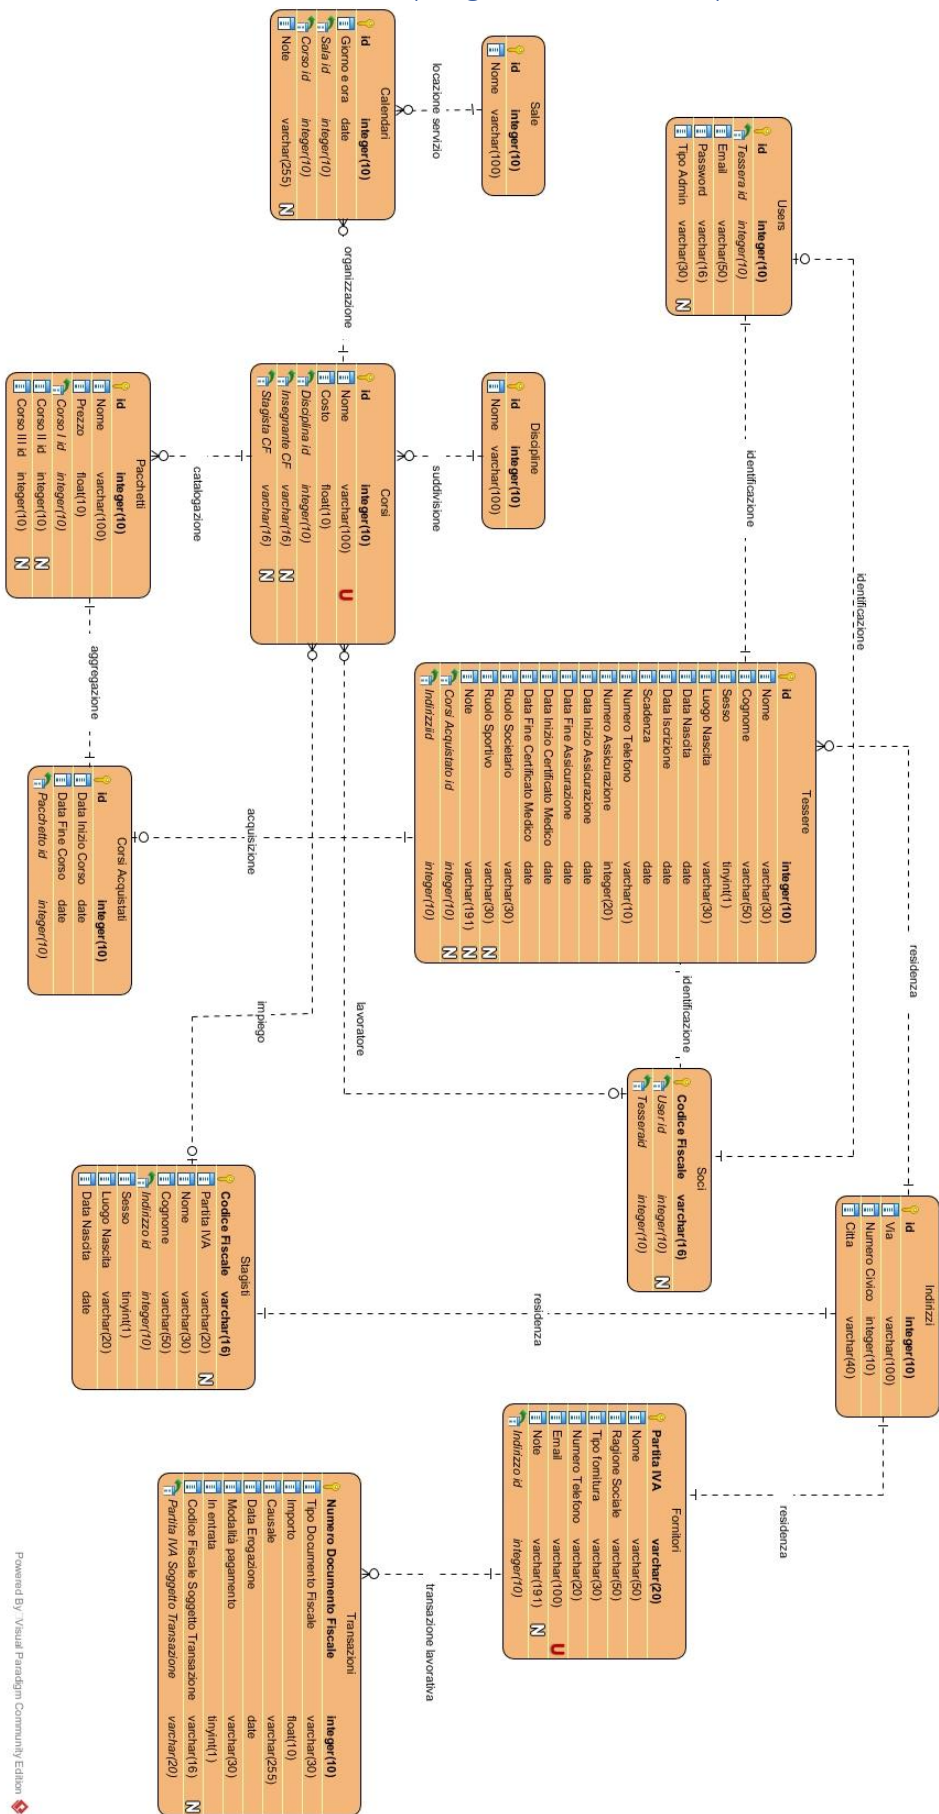 Sale
id integer(10)
Nome varchar(100)
locazione servizio
Calendari
id integer(10)
Giorno e ora date
Sala id integer(10)
Corso id integer(10)
Note varchar(255) N
organizzazione
Users
id integer(10)
Tessera id integer(10)
Email varchar(50)
Password varchar(16)
Tipo Admin varchar(30) N
identificazione
identificazione
Discipline
id integer(10)
Nome varchar(100)
suddivisione
Corsi
id integer(10)
Nome varchar(100) U
Costo float(10)
Disciplina id integer(10)
Insegnante CF varchar(16) N
Stagista CF varchar(16) N
catalogazione
Pacchetti
id integer(10)
Nome varchar(100)
Prezzo float(10)
Corso I id integer(10)
Corso II id integer(10) N
Corso III id integer(10) N
aggregazione
Tessere
id integer(10)
Nome varchar(30)
Cognome varchar(50)
Sesso tinyint(1)
Luogo Nascita varchar(30)
Data Nascita date
Data Iscrizione date
Scadenza date
Numero Telefono varchar(10)
Numero Assicurazione integer(20)
Data Inizio Assicurazione date
Data Fine Assicurazione date
Data Inizio Certificato Medico date
Data Fine Certificato Medico date
Ruolo Societario varchar(30)
Ruolo Sportivo varchar(30) N
Note varchar(191) N
Corsi Acquistato id integer(10) N
Indirizziid integer(10)
acquisizione
Corsi Acquistati
id integer(10)
Data Inizio Corso date
Data Fine Corso date
Pacchetto id integer(10)
residenza
identificazione
lavoratore
impiego
Soci
Codice Fiscale varchar(16)
User id integer(10) N
Tesseraid integer(10)
Indirizzi
id integer(10)
Via varchar(100)
Numero Civico integer(10)
Citta varchar(40)
residenza
Stagisti
Codice Fiscale varchar(16)
Partita IVA varchar(20) N
Nome varchar(30)
Cognome varchar(50)
Indirizzo id integer(10)
Sesso tinyint(1)
Luogo Nascita varchar(20)
Data Nascita date
residenza
Fornitori
Partita IVA varchar(20)
Nome varchar(50)
Ragione Sociale varchar(50)
Tipo fornitura varchar(30)
Numero Telefono varchar(20)
Email varchar(100) U
Note varchar(191) N
Indirizzo id integer(10)
transazione lavorativa
Transazioni
Numero Documento Fiscale integer(10)
Tipo Documento Fiscale varchar(30)
Importo float(10)
Causale varchar(255)
Data Erogazione date
Modalità pagamento varchar(30)
In entrata tinyint(1)
Codice Fiscale Soggetto Transazione varchar(16) N
Partita IVA Soggetto Transazione varchar(20)
Powered By Visual Paradigm Community Edition